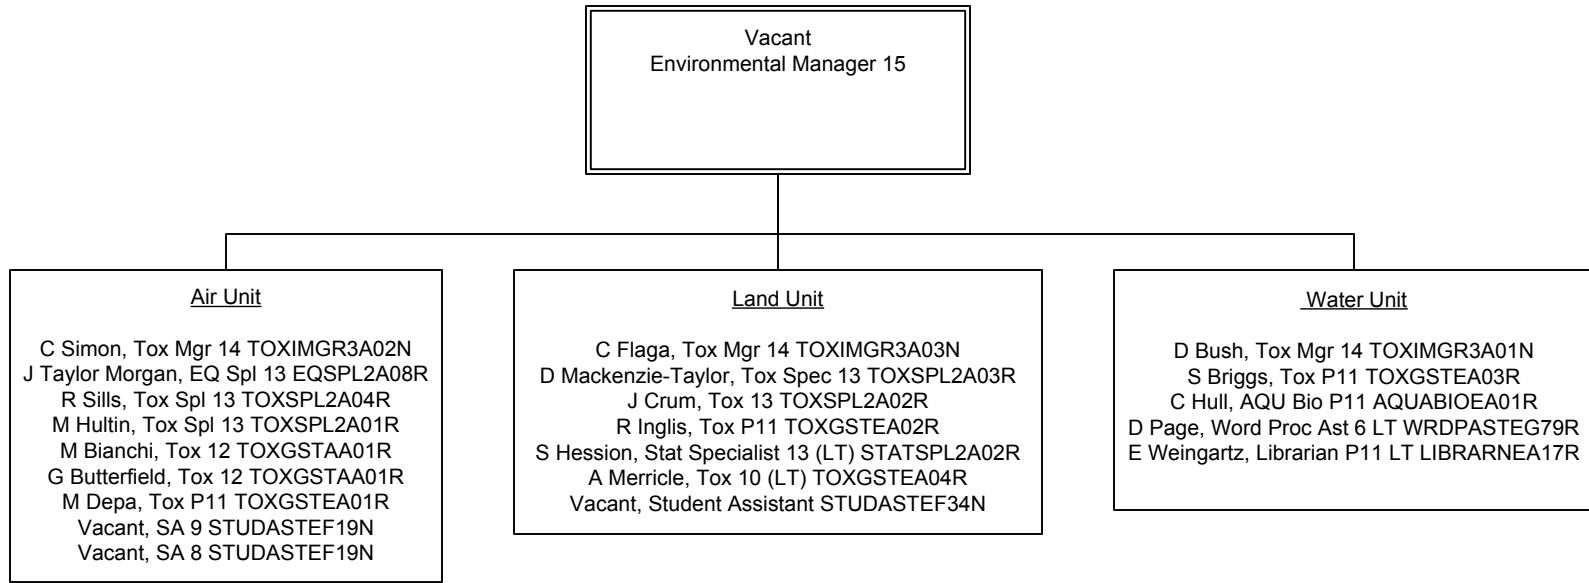 Vacant
Environmental Manager 15
Air Unit
C Simon, Tox Mgr 14 TOXIMGR3A02N
J Taylor Morgan, EQ Spl 13 EQSPL2A08R
R Sills, Tox Spl 13 TOXSPL2A04R
M Hultin, Tox Spl 13 TOXSPL2A01R
M Bianchi, Tox 12 TOXGSTAA01R
G Butterfield, Tox 12 TOXGSTAA01R
M Depa, Tox P11 TOXGSTEA01R
Vacant, SA 9 STUDASTEF19N
Vacant, SA 8 STUDASTEF19N
Land Unit
C Flaga, Tox Mgr 14 TOXIMGR3A03N
D Mackenzie-Taylor, Tox Spec 13 TOXSPL2A03R
J Crum, Tox 13 TOXSPL2A02R
R Inglis, Tox P11 TOXGSTEA02R
S Hession, Stat Specialist 13 (LT) STATSPL2A02R
A Merricle, Tox 10 (LT) TOXGSTEA04R
Vacant, Student Assistant STUDASTEF34N
Water Unit
D Bush, Tox Mgr 14 TOXIMGR3A01N
S Briggs, Tox P11 TOXGSTEA03R
C Hull, AQU Bio P11 AQUABIOEA01R
D Page, Word Proc Ast 6 LT WRDPASTEG79R
E Weingartz, Librarian P11 LT LIBRARNEA17R